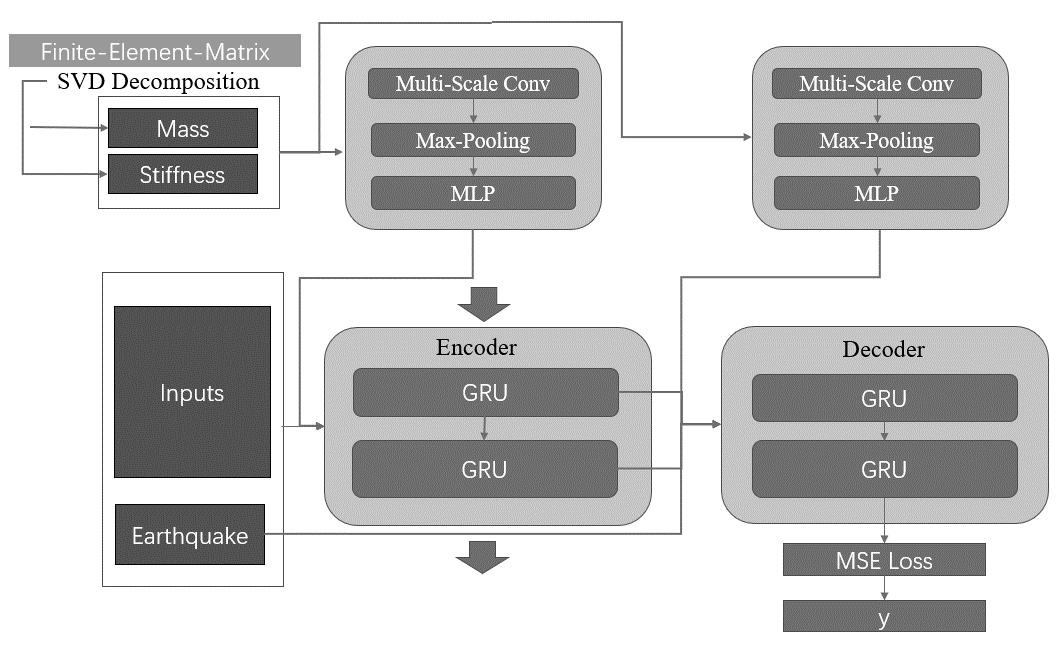 Finite-Element-Matrix
SVD Decomposition
Mass
Stiffness
Multi-Scale Conv
Max-Pooling
MLP
Multi-Scale Conv
Max-Pooling
MLP
Inputs
Earthquake
Encoder
GRU
GRU
Decoder
GRU
GRU
MSE Loss
y